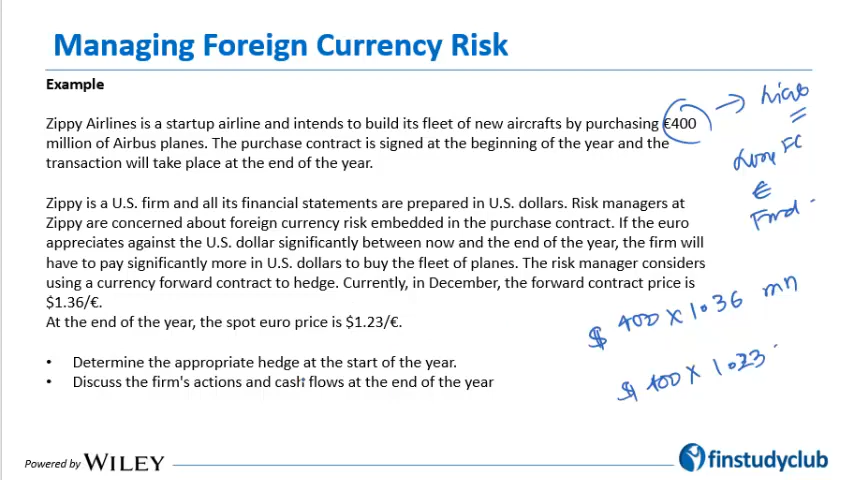 Managing Foreign Currency Risk
Example
Zippy Airlines is a startup airline and intends to build its fleet of new aircrafts by purchasing €400
million of Airbus planes. The purchase contract is signed at the beginning of the year and the
transaction will take place at the end of the year.
Zippy is a U.S. firm and all its financial statements are prepared in U.S. dollars. Risk managers at
Zippy are concerned about foreign currency risk embedded in the purchase contract. If the euro
appreciates against the U.S. dollar significantly between now and the end of the year, the firm will
have to pay significantly more in U.S. dollars to buy the fleet of planes. The risk manager considers
using a currency forward contract to hedge. Currently, in December, the forward contract price is
$1.36/€.
At the end of the year, the spot euro price is $1.23/€.
• Determine the appropriate hedge at the start of the year.
• Discuss the firm's actions and cash flows at the end of the year
FC
€
$ 400 x 1.36 mn
$ 400 x 1.23
Powered by WILEY
finstudyclub